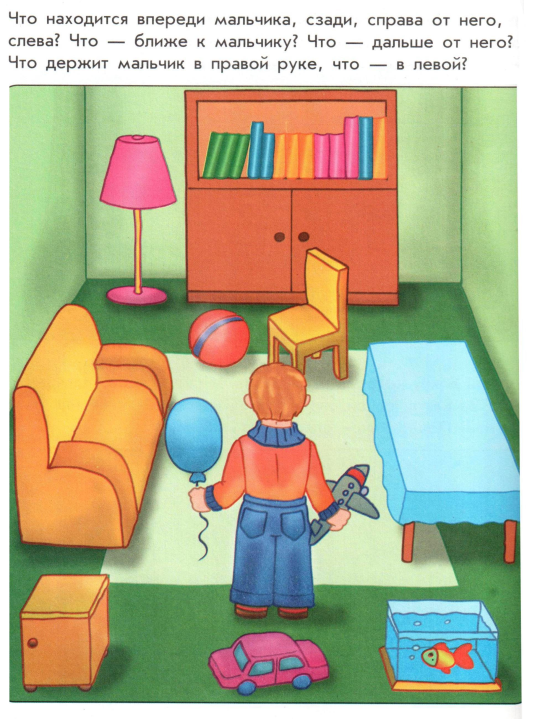 Что находится впереди мальчика, сзади, справа от него,
слева? Что — ближе к мальчику? Что — дальше от него?
Что держит мальчик в правой руке, что — в левой?